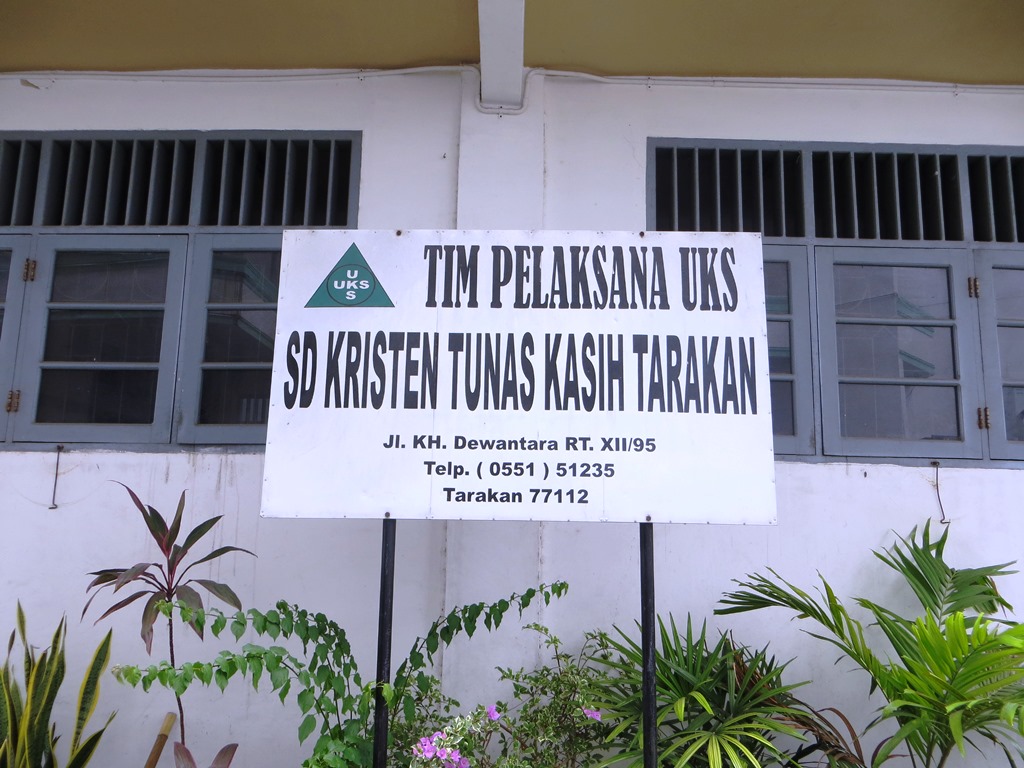 U
UKS
S
TIM PELAKSANA UKS
SD KRISTEN TUNAS KASIH TARAKAN
Jl. KH. Dewantara RT. XII/95
Telp. ( 0551 ) 51235
Tarakan 77112